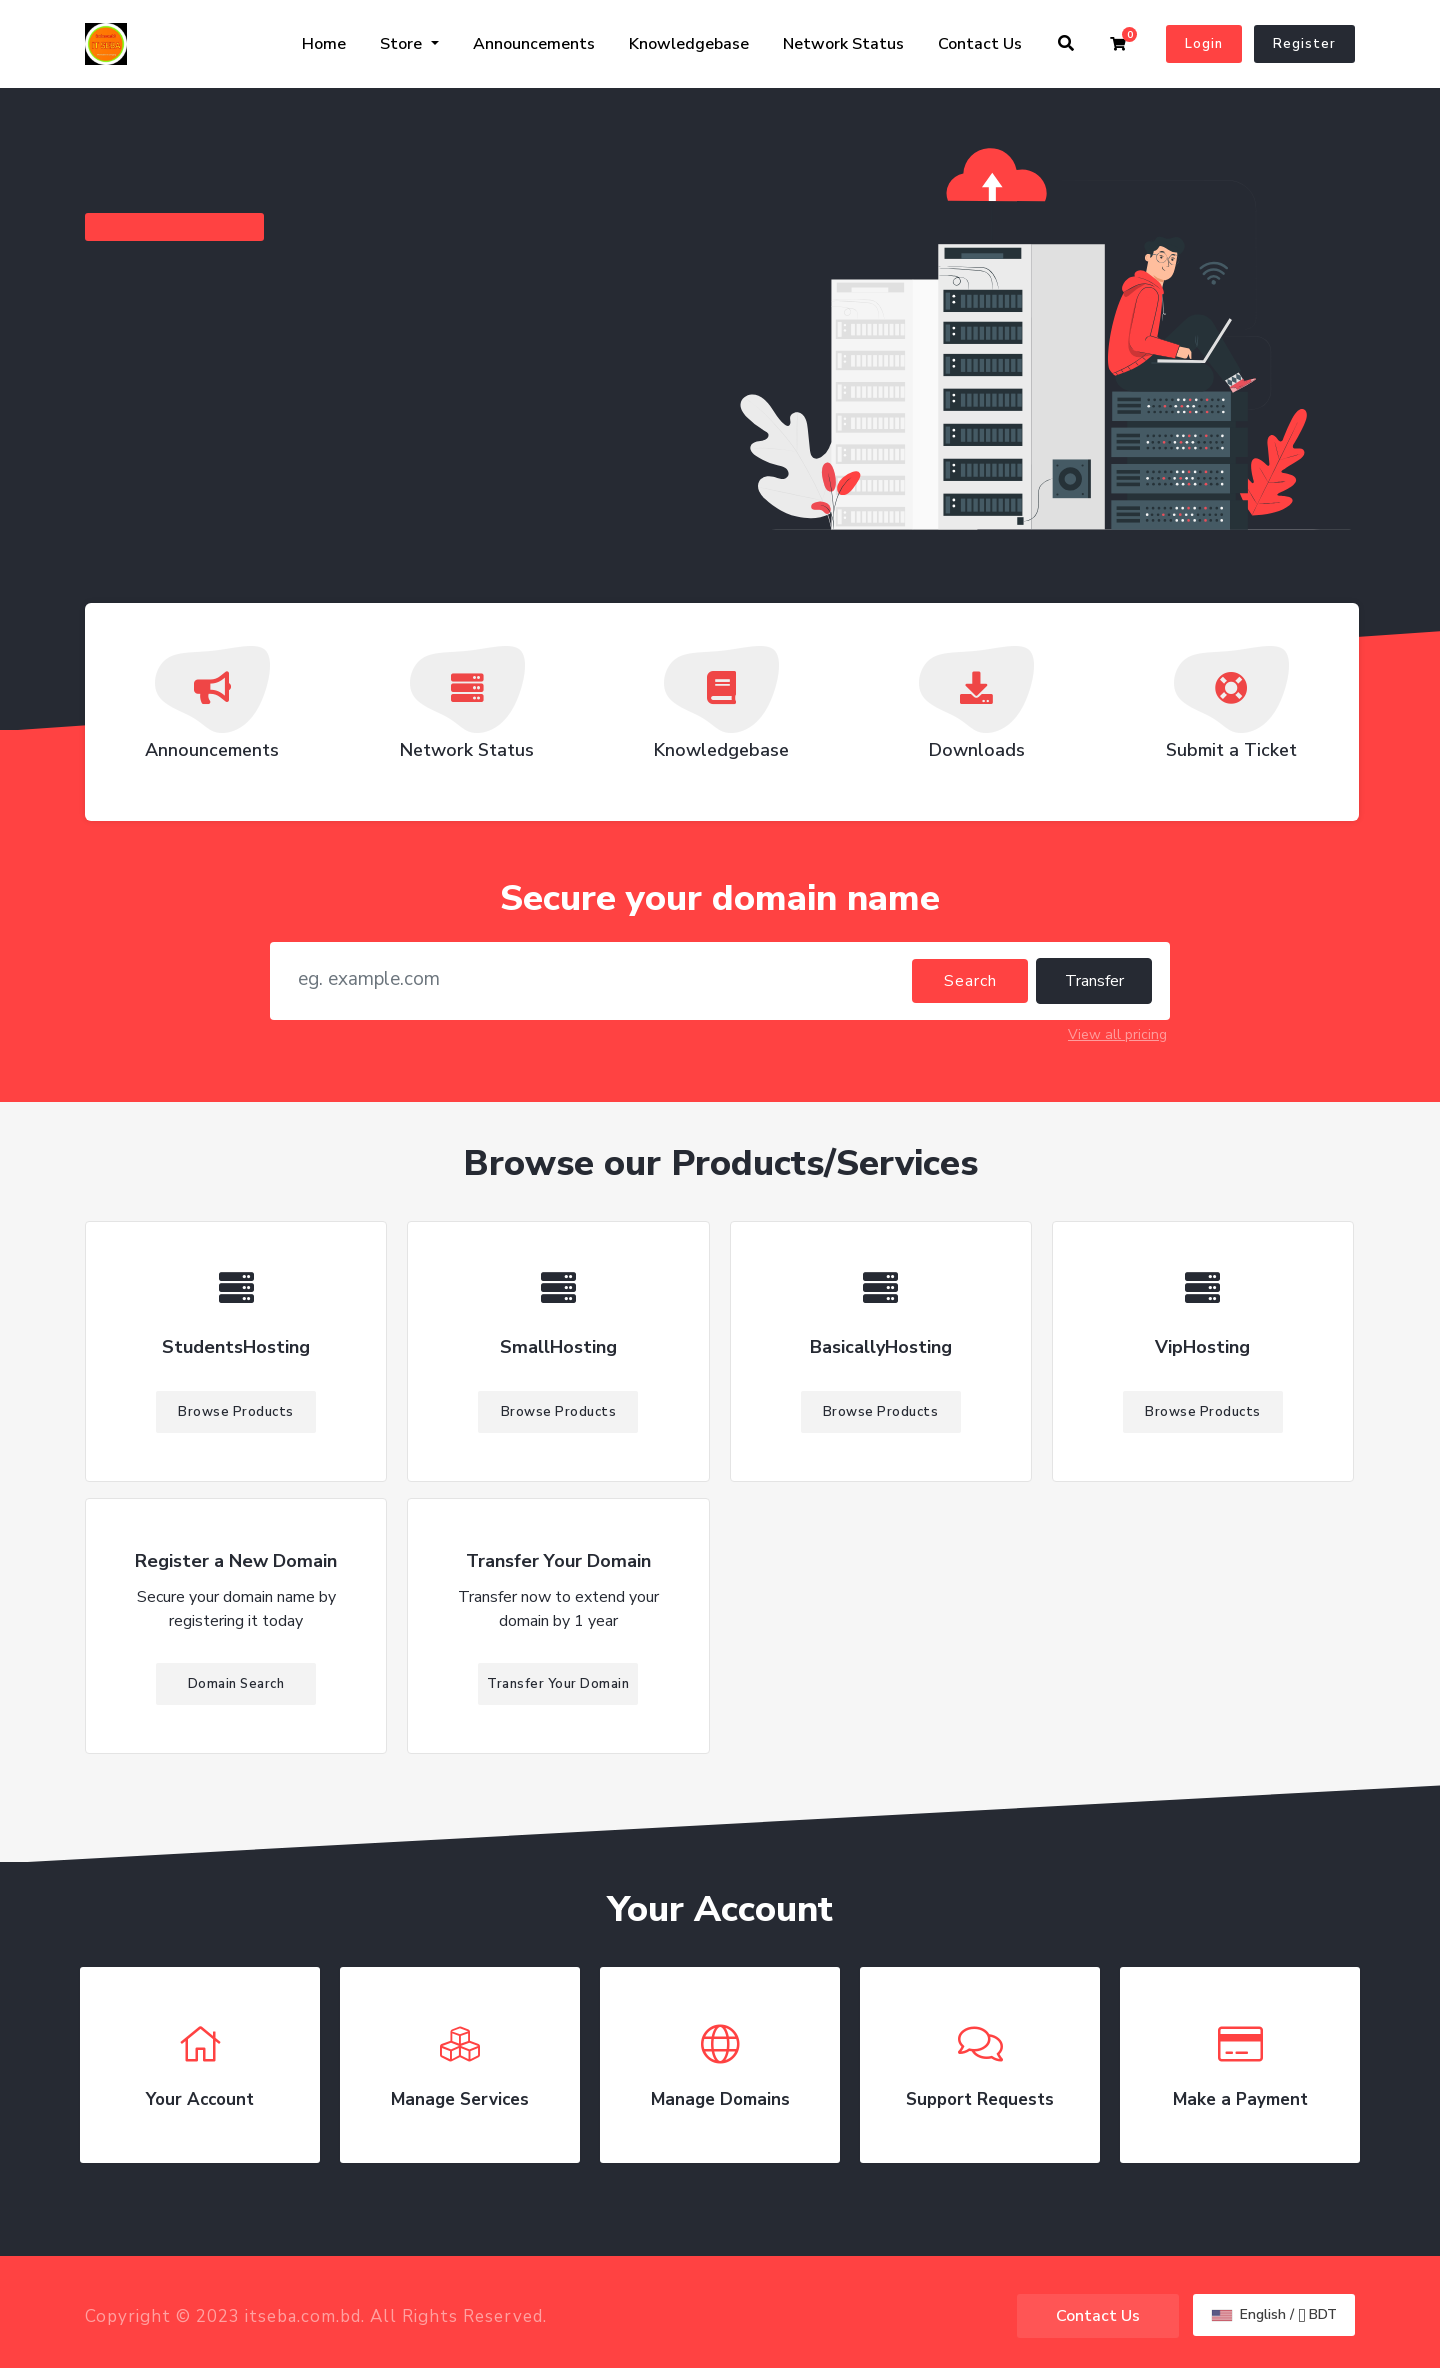 Home Store Announcements Knowledgebase Network Status Contact Us 0 Login Register
Announcements Network Status Knowledgebase Downloads Submit a Ticket
Secure your domain name
eg. example.com Search Transfer
View all pricing
Browse our Products/Services
StudentsHosting SmallHosting BasicallyHosting VipHosting
Browse Products Browse Products Browse Products Browse Products
Register a New Domain Transfer Your Domain
Secure your domain name by Transfer now to extend your
registering it today domain by 1 year
Domain Search Transfer Your Domain
Your Account
Your Account Manage Services Manage Domains Support Requests Make a Payment
Copyright © 2023 itseba.com.bd. All Rights Reserved. Contact Us English / BDT